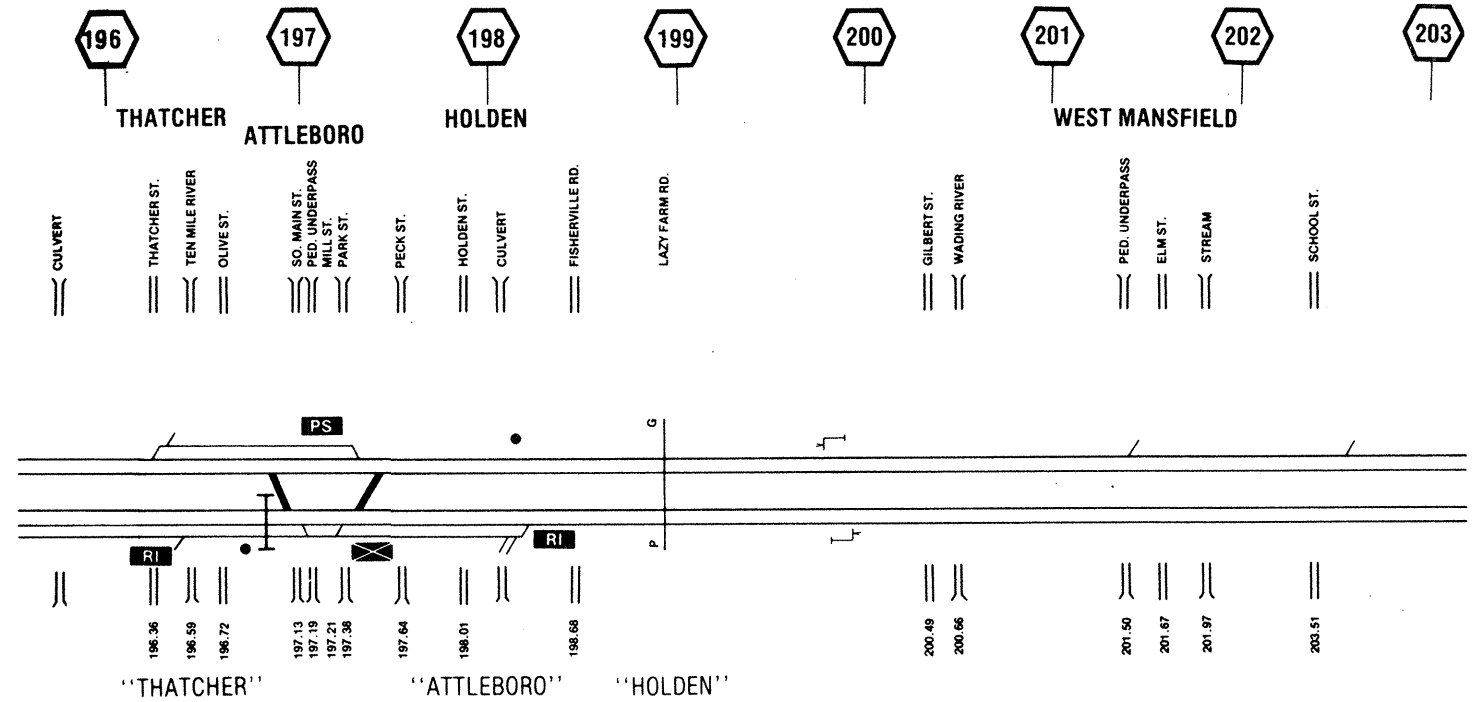 196 197 198 199 200 201 202 203
THATCHER
ATTLEBORO
HOLDEN
WEST MANSFIELD
CULVERT
THATCHER ST.
TEN MILE RIVER
OLIVE ST.
SO. MAIN ST.
PED. UNDERPASS
MILL ST.
PARK ST.
PECK ST.
HOLDEN ST.
CULVERT
FISHERVILLE RD.
LAZY FARM RD.
GILBERT ST.
WADING RIVER
PED. UNDERPASS
ELM ST.
STREAM
SCHOOL ST.
PS
G
P
RI
RI
196.36
196.59
196.72
197.13
197.19
197.21
197.38
197.64
198.01
198.68
200.49
200.66
201.50
201.67
201.97
203.51
"THATCHER" "ATTLEBORO" "HOLDEN"